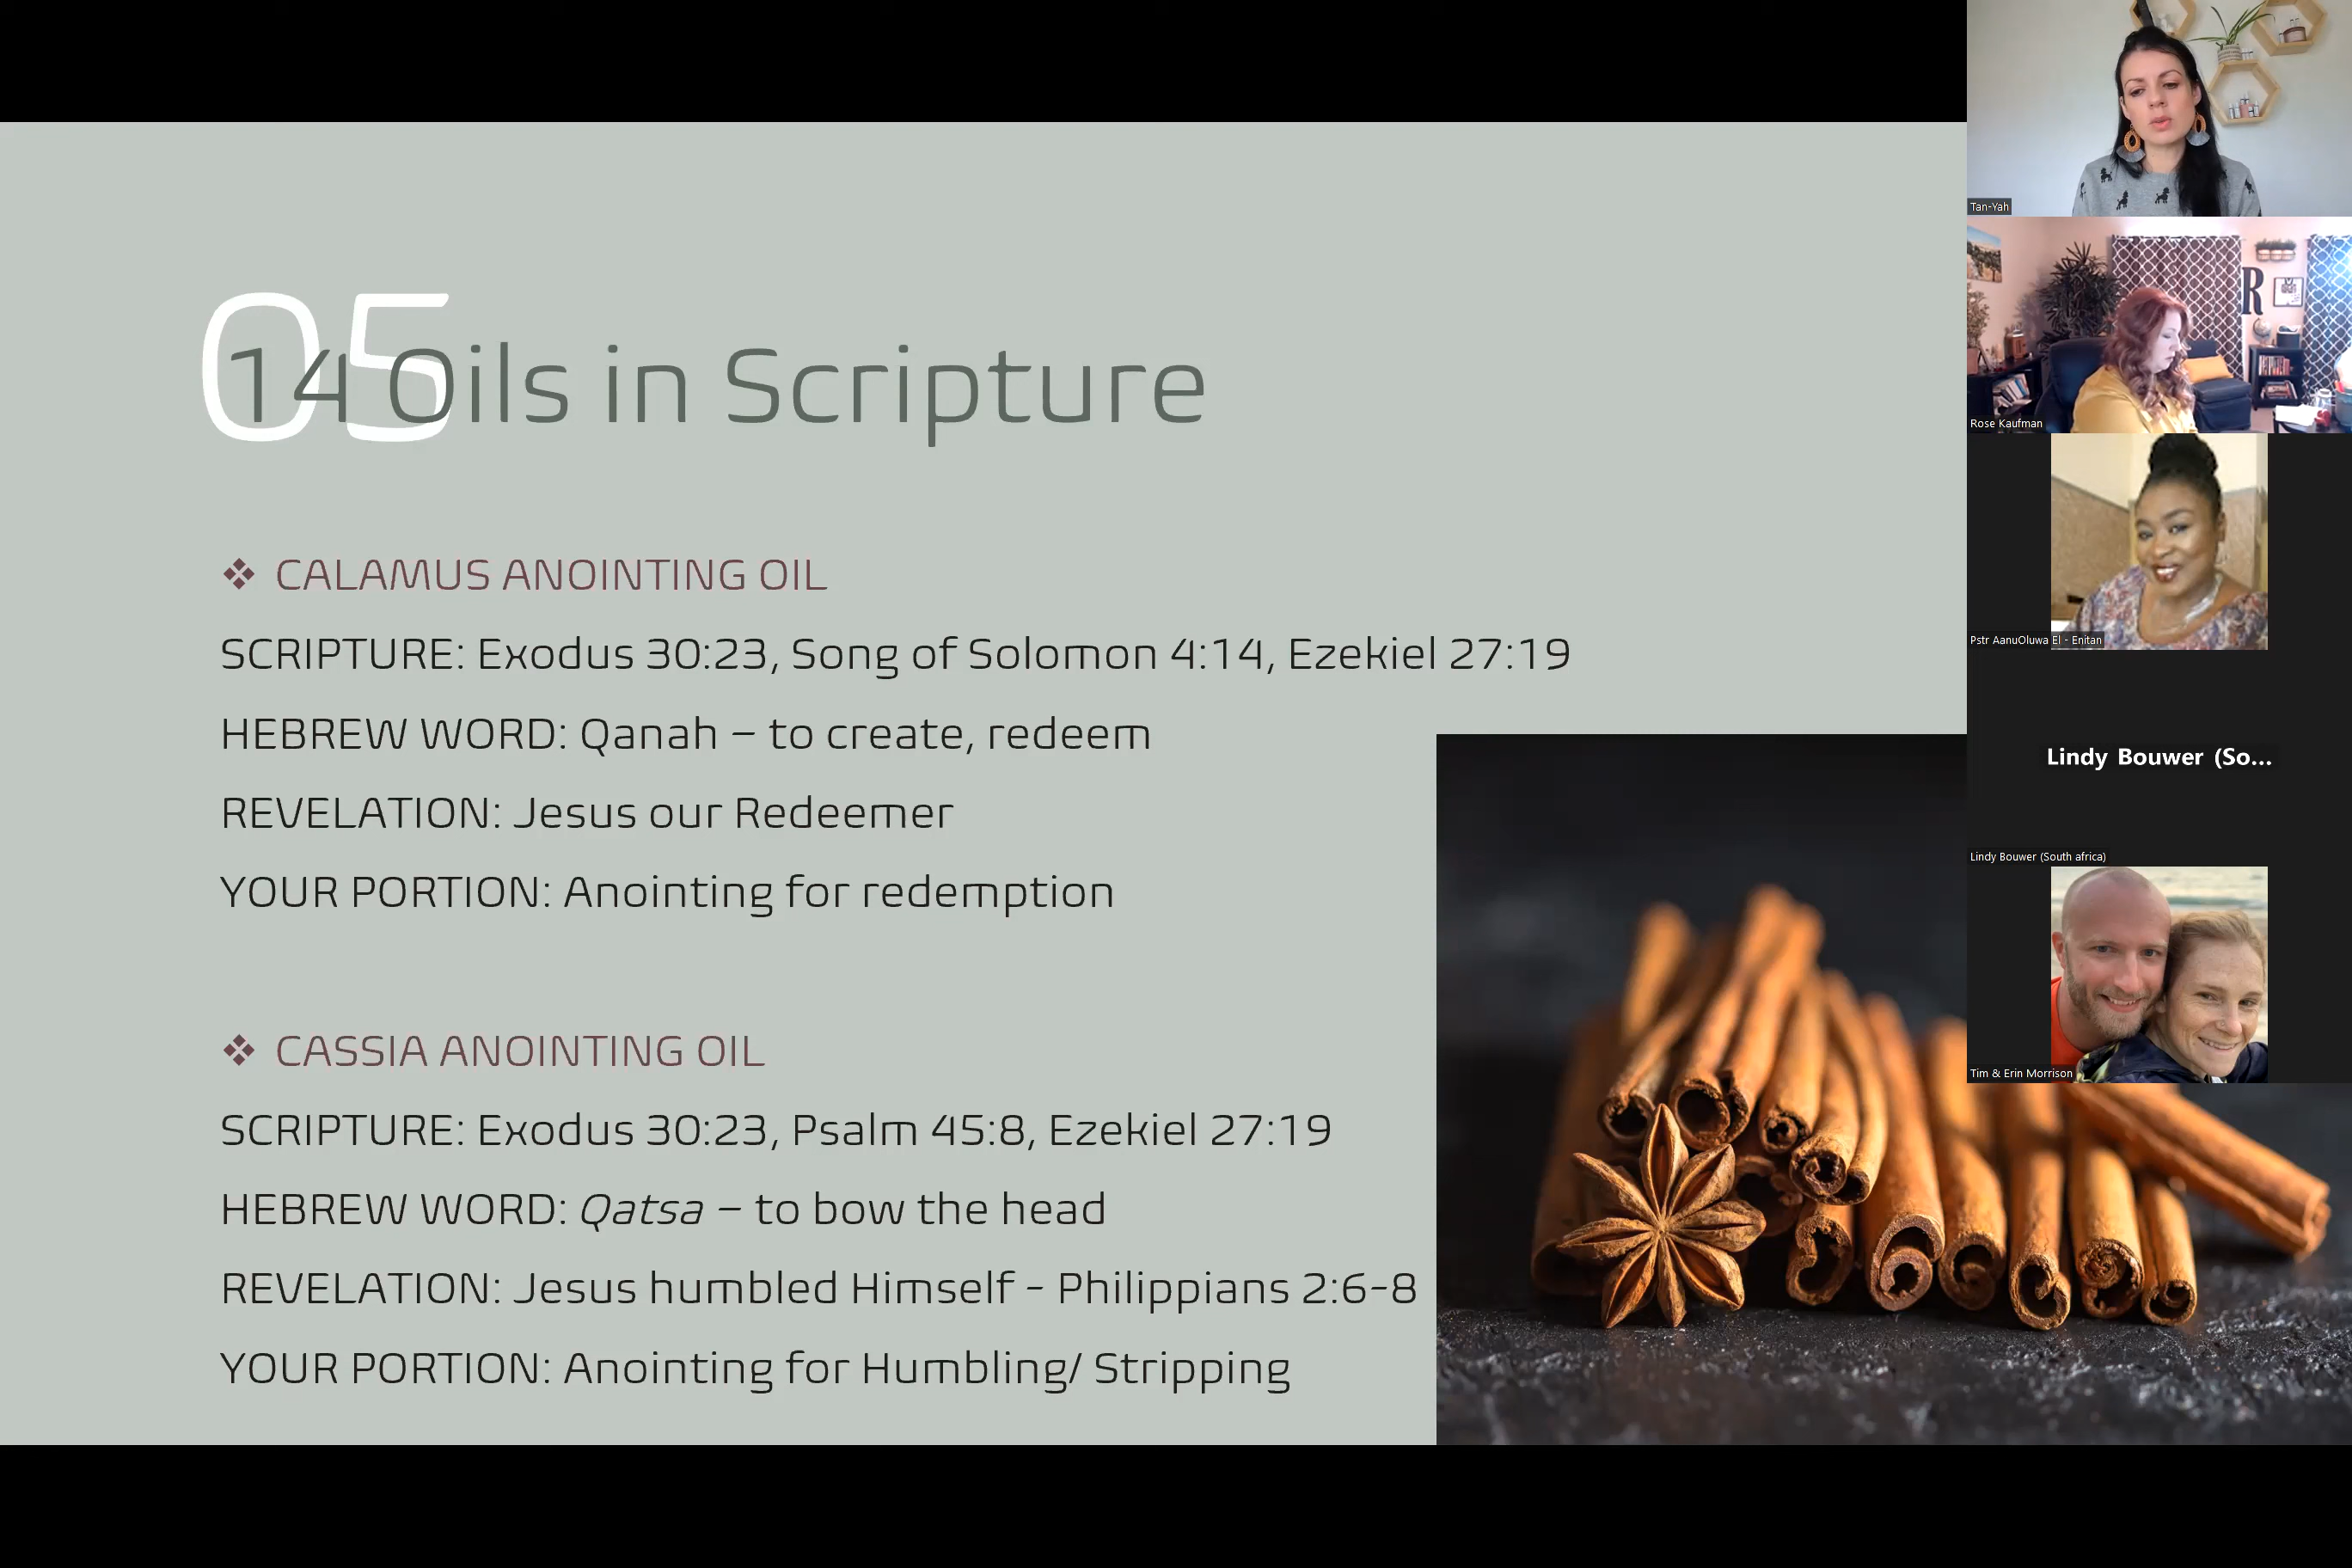 05
14 Oils in Scripture
❖ CALAMUS ANOINTING OIL
SCRIPTURE: Exodus 30:23, Song of Solomon 4:14, Ezekiel 27:19
HEBREW WORD: Qanah – to create, redeem
REVELATION: Jesus our Redeemer
YOUR PORTION: Anointing for redemption
❖ CASSIA ANOINTING OIL
SCRIPTURE: Exodus 30:23, Psalm 45:8, Ezekiel 27:19
HEBREW WORD: Qatsa – to bow the head
REVELATION: Jesus humbled Himself - Philippians 2:6-8
YOUR PORTION: Anointing for Humbling/ Stripping
Tan-Yah
R
Rose Kaufman
Pstr AanuOluwa El - Enitan
Lindy Bouwer (So...
Lindy Bouwer (South africa)
Tim & Erin Morrison